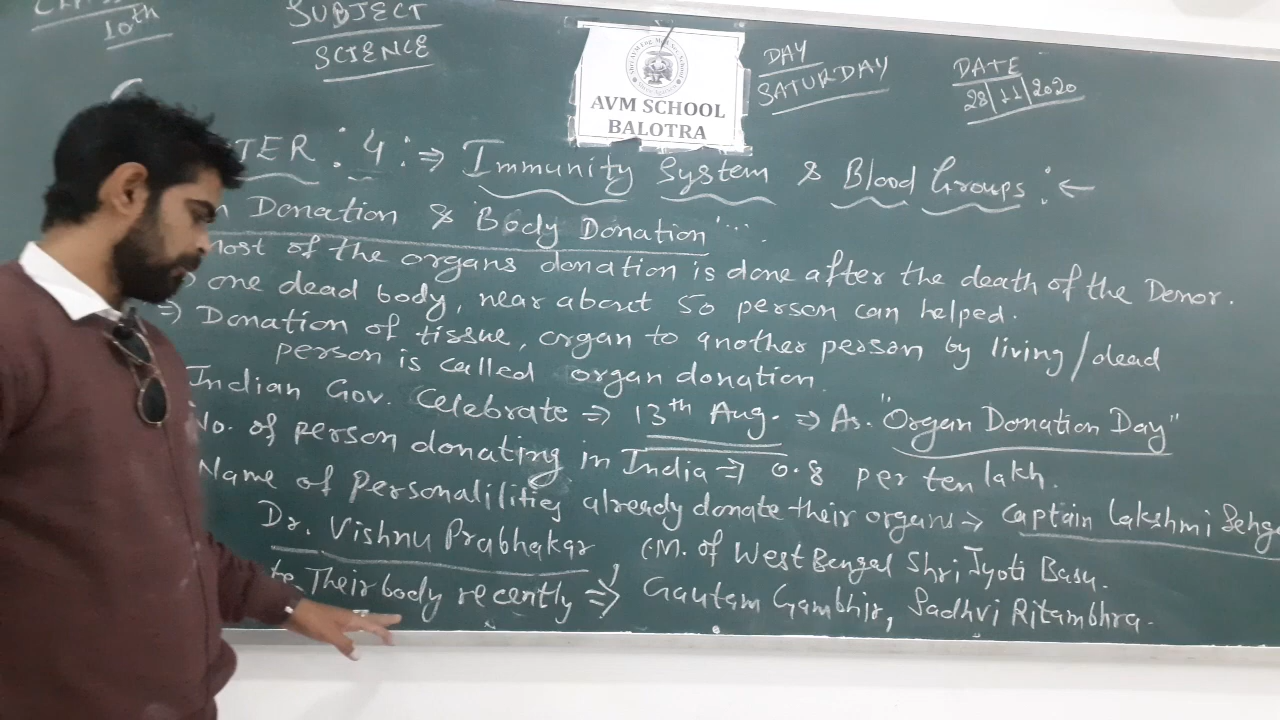 10th
SUBJECT
SCIENCE
AVM SCHOOL
BALOTRA
DAY
SATURDAY
DATE
28/11/2020
TER : 4 :⇒ Immunity System & Blood Groups :←
n Donation & "Body Donation"....
Most of the organs donation is done after the death of the Donor.
one dead body, near about 50 person can helped.
⇒ Donation of tissue, organ to another person by living/dead
person is called organ donation.
Indian Gov. Celebrate ⇒ 13th Aug. ⇒ As. "Organ Donation Day"
No. of person donating in India ⇒ 0.8 per ten lakh.
Name of Personalilities already donate their organs ⇒ Captain Lakshmi Sehga
Dr. Vishnu Prabhakar, C.M. of West Bengal Shri Jyoti Basu.
te Their body recently ⇒ Gautam Gambhir, Sadhvi Ritambhra.